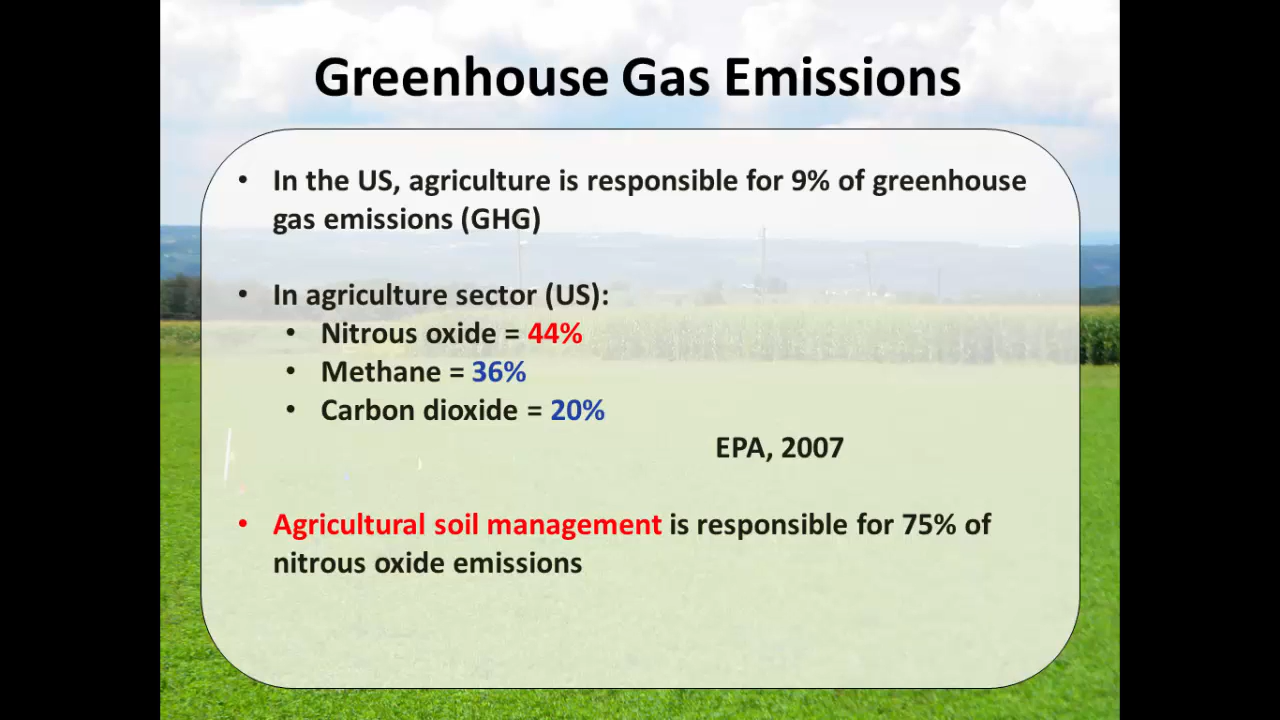 Greenhouse Gas Emissions
• In the US, agriculture is responsible for 9% of greenhouse
gas emissions (GHG)
• In agriculture sector (US):
• Nitrous oxide = 44%
• Methane = 36%
• Carbon dioxide = 20%
EPA, 2007
• Agricultural soil management is responsible for 75% of
nitrous oxide emissions